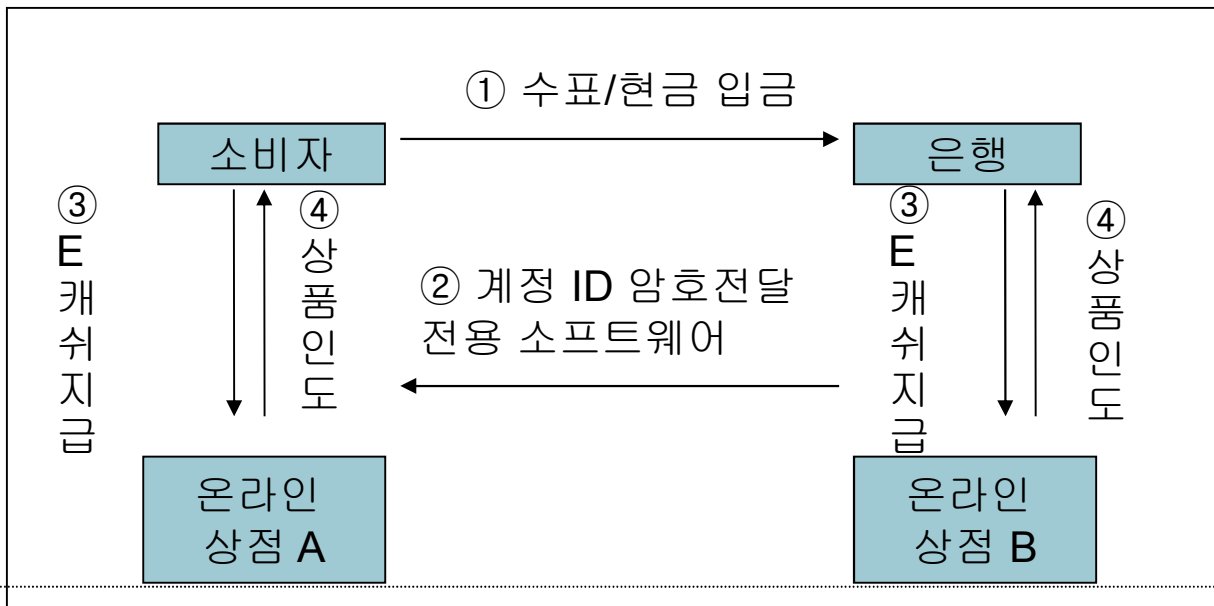 ① 수표/현금 입금
소비자
은행
③
E
캐
쉬
지
급
④
상
품
인
도
② 계정 ID 암호전달
전용 소프트웨어
③
E
캐
쉬
지
급
④
상
품
인
도
온라인
상점 A
온라인
상점 B